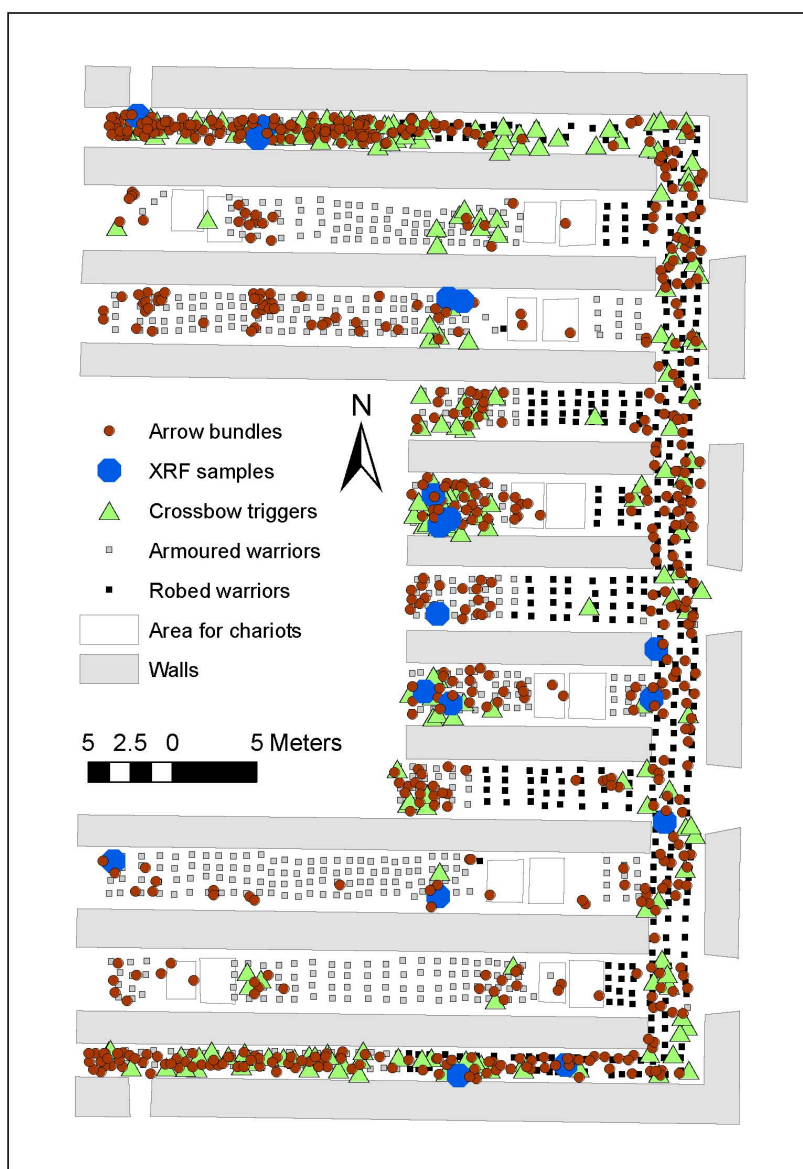 N
Arrow bundles
XRF samples
Crossbow triggers
Armoured warriors
Robed warriors
Area for chariots
Walls
5 2.5 0 5 Meters